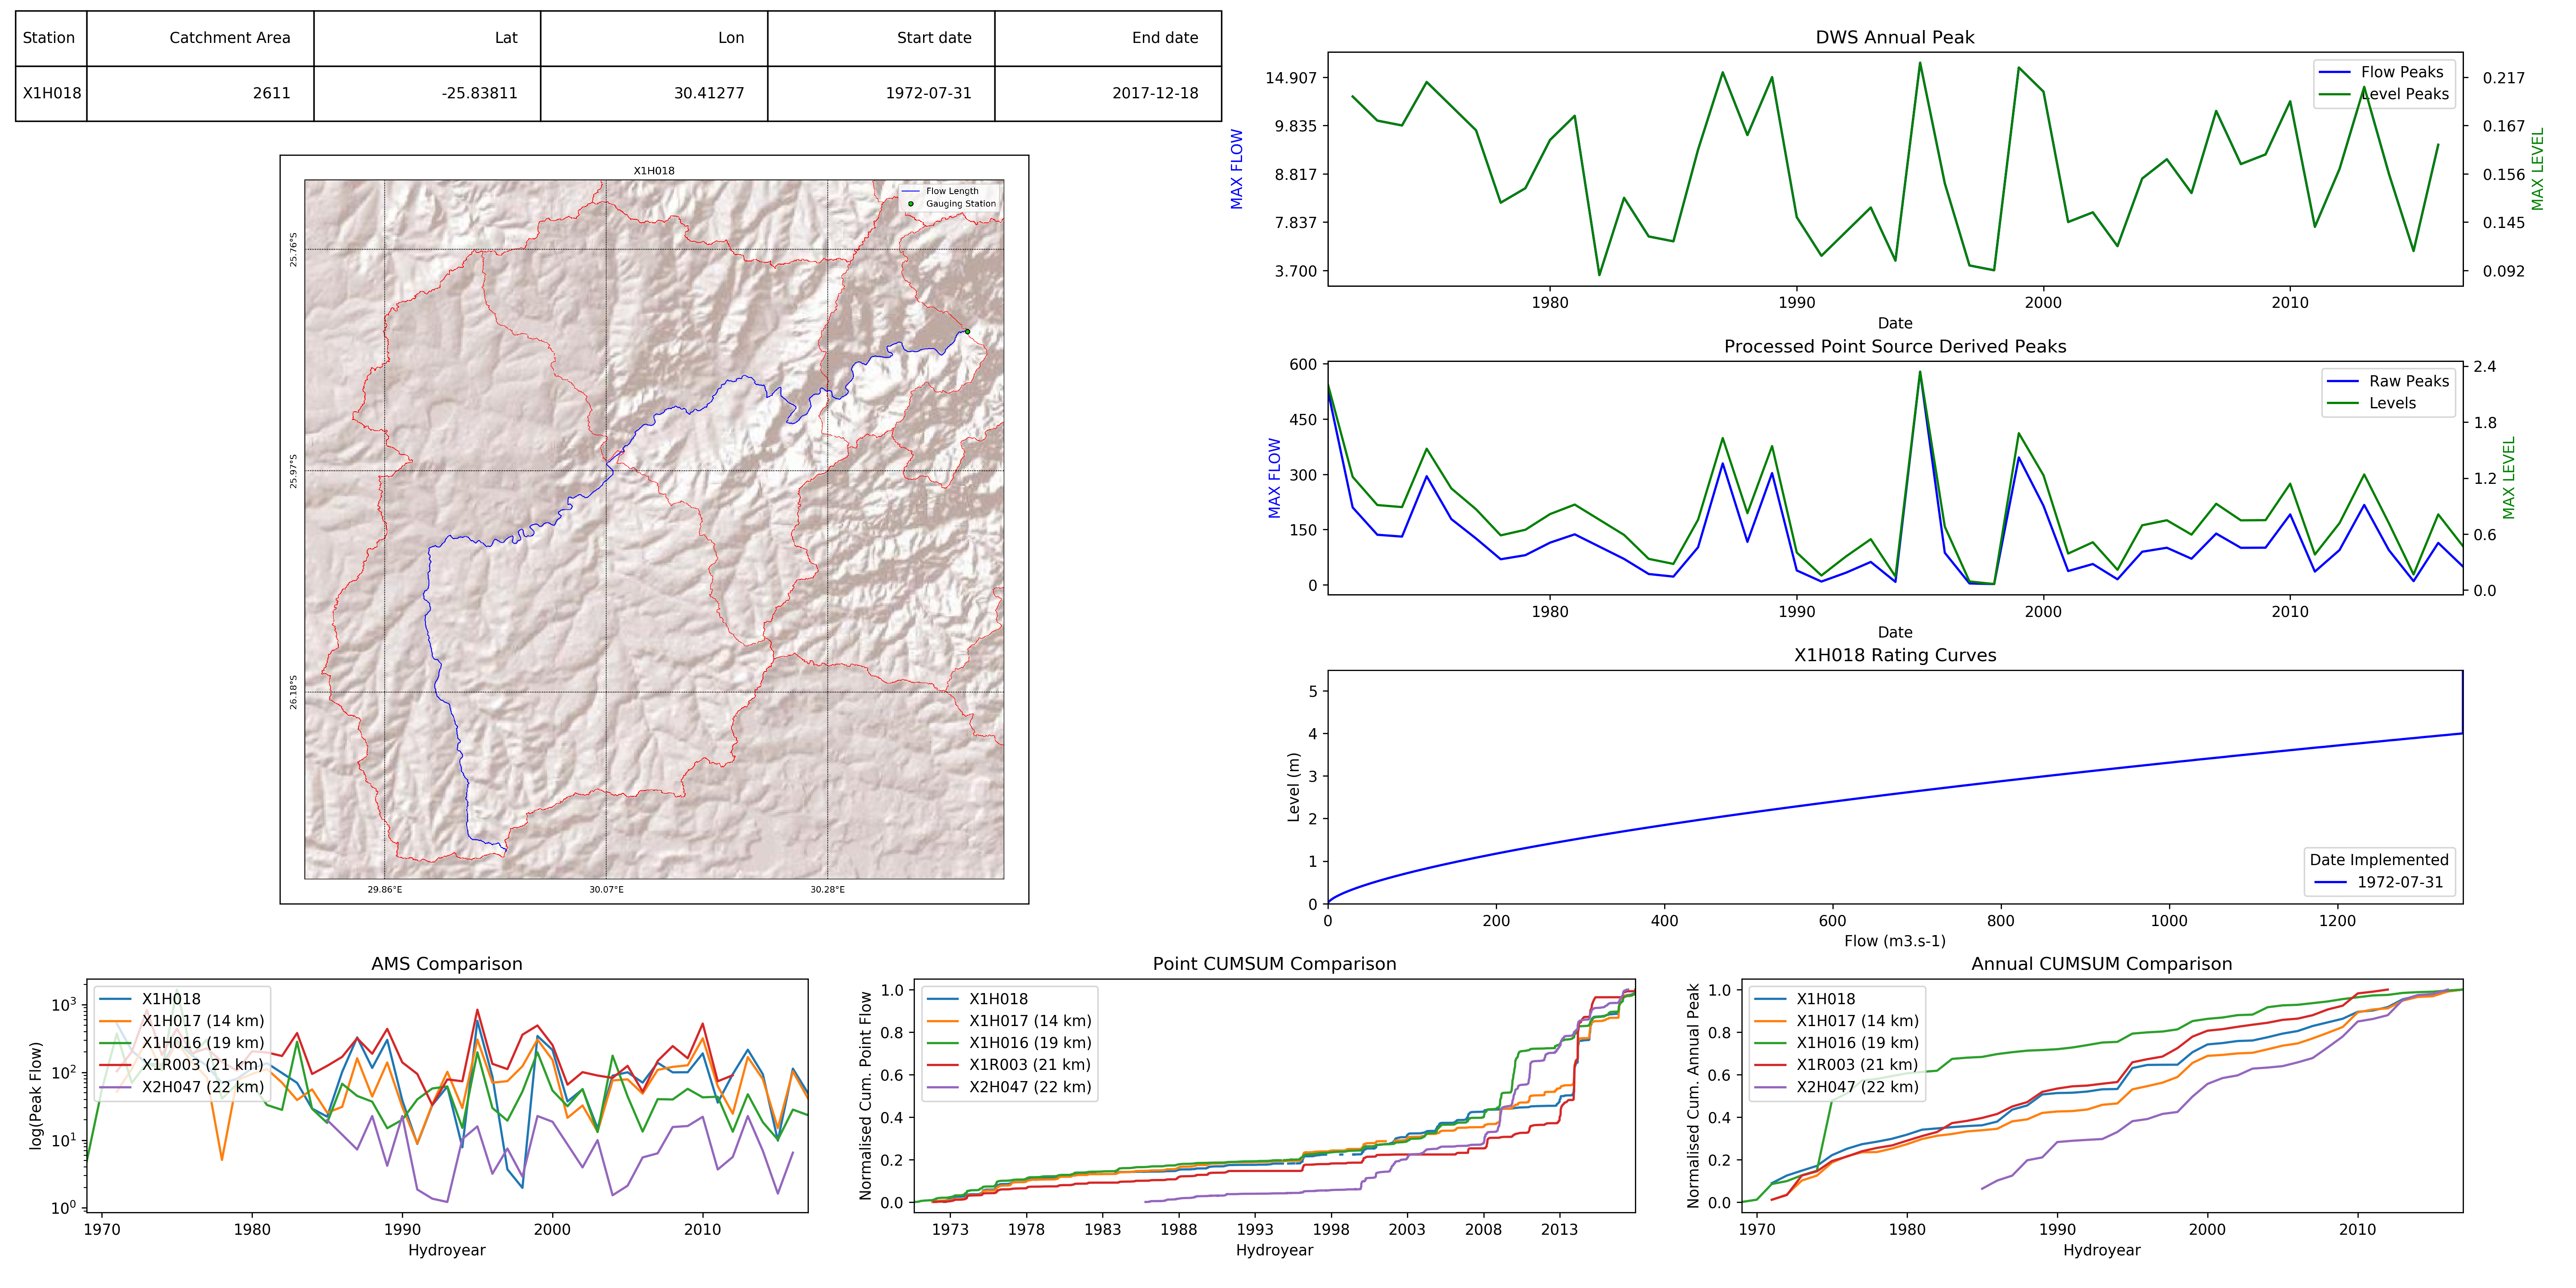 Station Catchment Area Lat Lon Start date End date
X1H018 2611 -25.83811 30.41277 1972-07-31 2017-12-18
X1H018
Flow Length
Gauging Station
25.76°S
25.97°S
26.18°S
29.86°E 30.07°E 30.28°E
DWS Annual Peak
Flow Peaks
Level Peaks
MAX FLOW
14.907
9.835
8.817
7.837
3.700
MAX LEVEL
0.217
0.167
0.156
0.145
0.092
1980 1990 2000 2010
Date
Processed Point Source Derived Peaks
Raw Peaks
Levels
MAX FLOW
600
450
300
150
0
MAX LEVEL
2.4
1.8
1.2
0.6
0.0
1980 1990 2000 2010
Date
X1H018 Rating Curves
Level (m)
5
4
3
2
1
0
Date Implemented
1972-07-31
0 200 400 600 800 1000 1200
Flow (m3.s-1)
AMS Comparison
X1H018
X1H017 (14 km)
X1H016 (19 km)
X1R003 (21 km)
X2H047 (22 km)
log(Peak Flow)
10³
10²
10¹
10⁰
1970 1980 1990 2000 2010
Hydroyear
Point CUMSUM Comparison
X1H018
X1H017 (14 km)
X1H016 (19 km)
X1R003 (21 km)
X2H047 (22 km)
Normalised Cum. Point Flow
1.0
0.8
0.6
0.4
0.2
0.0
1973 1978 1983 1988 1993 1998 2003 2008 2013
Hydroyear
Annual CUMSUM Comparison
X1H018
X1H017 (14 km)
X1H016 (19 km)
X1R003 (21 km)
X2H047 (22 km)
Normalised Cum. Annual Peak
1.0
0.8
0.6
0.4
0.2
0.0
1970 1980 1990 2000 2010
Hydroyear